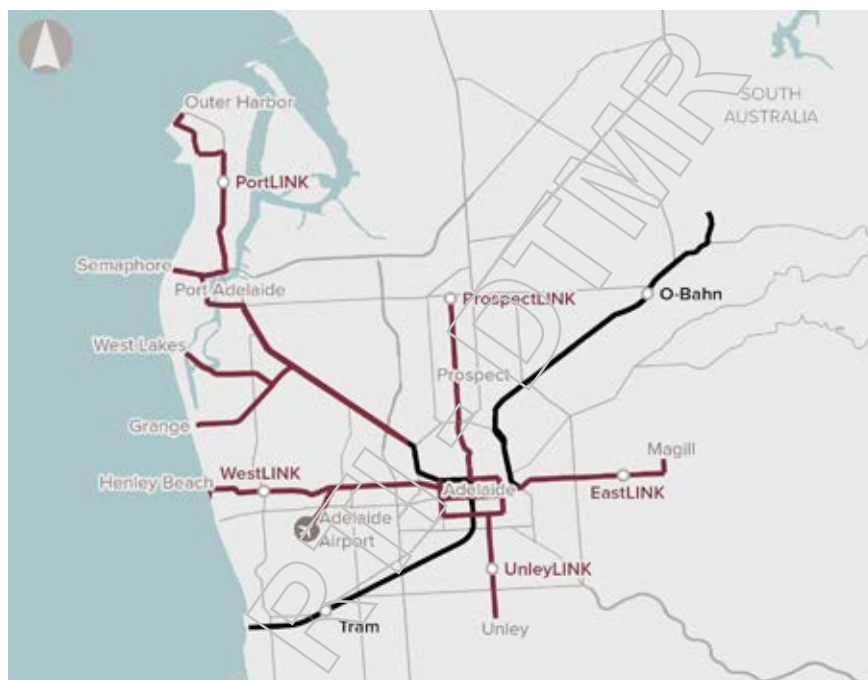 Outer Harbor
SOUTH
AUSTRALIA
PortLINK
Semaphore
Port Adelaide
ProspectLINK
O-Bahn
West Lakes
Prospect
Grange
Magill
Henley Beach
WestLINK
Adelaide
EastLINK
Adelaide
Airport
UnleyLINK
Tram
Unley
DTMR